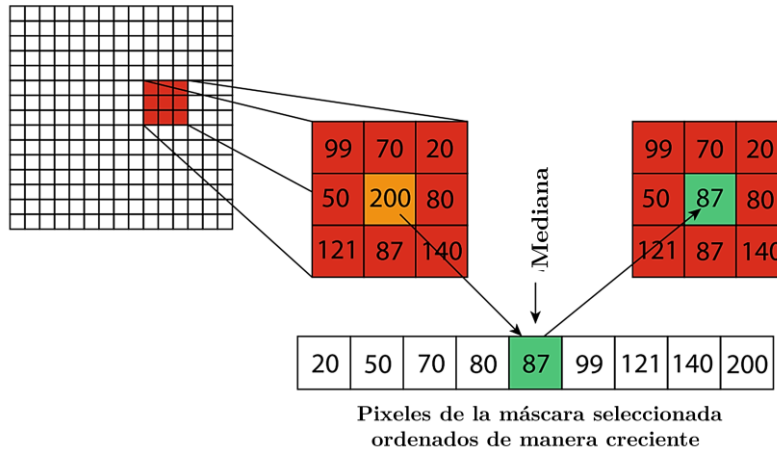 99 70 20
50 200 80
121 87 140
Mediana
99 70 20
50 87 80
121 87 140
20 50 70 80 87 99 121 140 200
Pixeles de la máscara seleccionada
ordenados de manera creciente